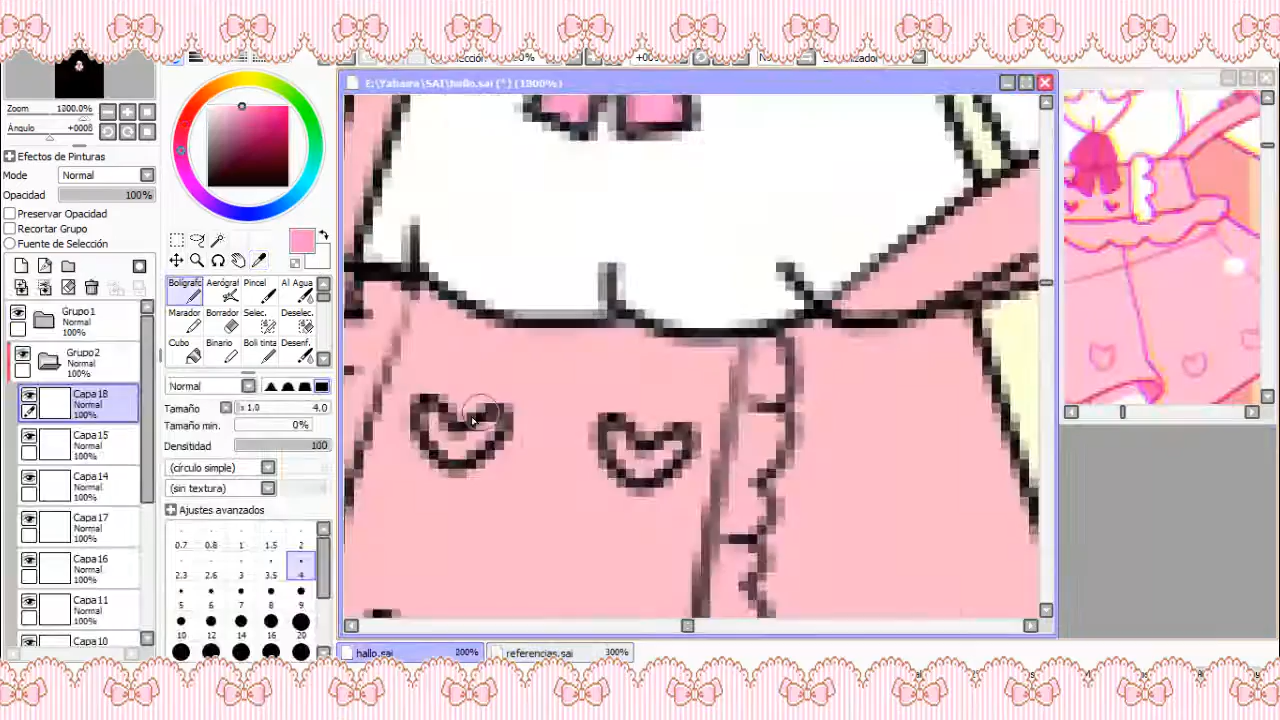 E:\Yabaira\SAI\hallo.sai (*) (1300%)
Zoom 1300.0%
Ángulo +0008
Efectos de Pinturas
Mode Normal
Opacidad 100%
Preservar Opacidad
Recortar Grupo
Fuente de Selección
Grupo1
Normal
100%
Grupo2
Normal
100%
Capa18
Normal
100%
Capa15
Normal
100%
Capa14
Normal
100%
Capa17
Normal
100%
Capa16
Normal
100%
Capa11
Normal
100%
Capa10
Bolígrafo Aerógraf Pincel Al Agua
Marador Borrador Selec. Deselec.
Cubo Binario Boli tinta Desenf.
Normal
Tamaño x 1.0 4.0
Tamaño min. 0%
Densitidad 100
(círculo simple)
(sin textura)
Ajustes avanzados
0.7 0.8 1 1.5 2
2.3 2.6 3 3.5 4
5 6 7 8 9
10 12 14 16 20
hallo.sai 200% referencias.sai 300%